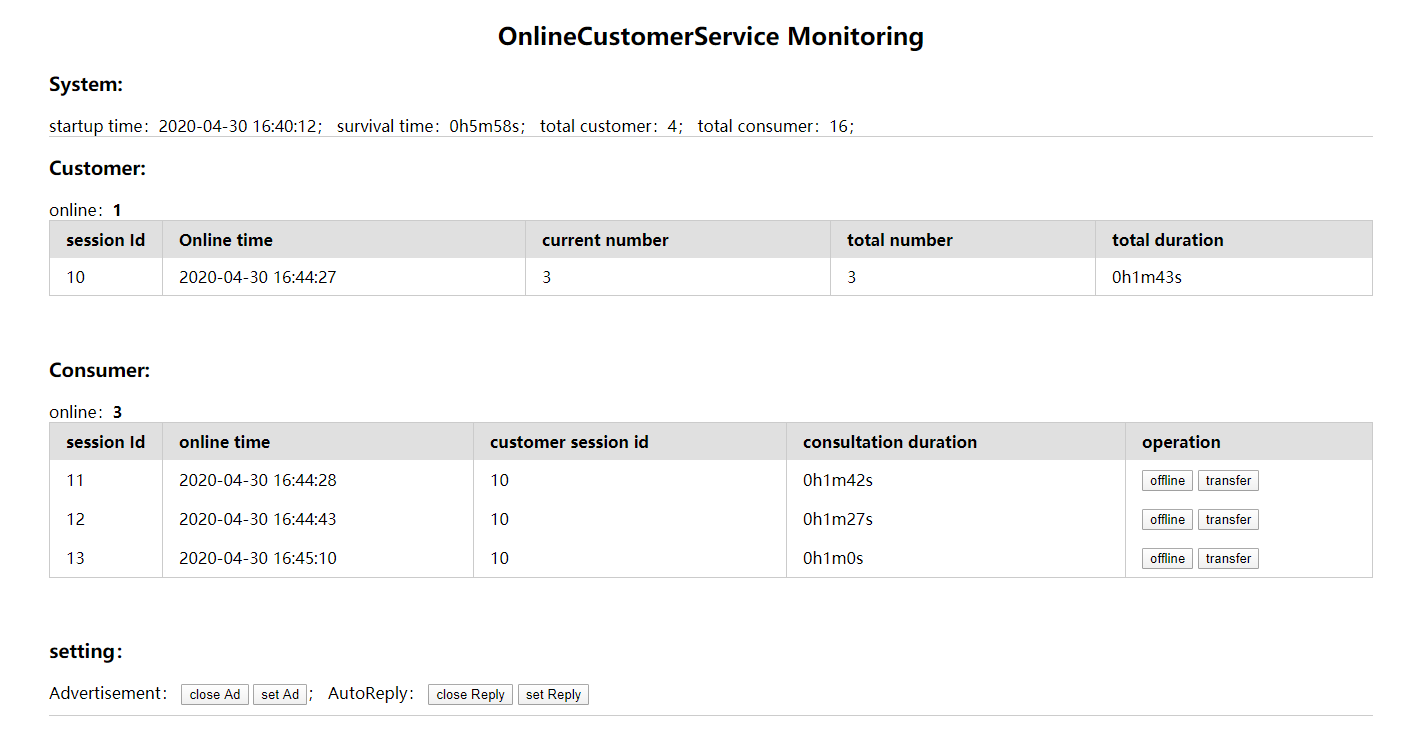 OnlineCustomerService Monitoring
System:
startup time：2020-04-30 16:40:12； survival time：0h5m58s； total customer：4； total consumer：16；
Customer:
online：1
session Id Online time current number total number total duration
10 2020-04-30 16:44:27 3 3 0h1m43s
Consumer:
online：3
session Id online time customer session id consultation duration operation
11 2020-04-30 16:44:28 10 0h1m42s offline transfer
12 2020-04-30 16:44:43 10 0h1m27s offline transfer
13 2020-04-30 16:45:10 10 0h1m0s offline transfer
setting：
Advertisement： close Ad set Ad； AutoReply： close Reply set Reply